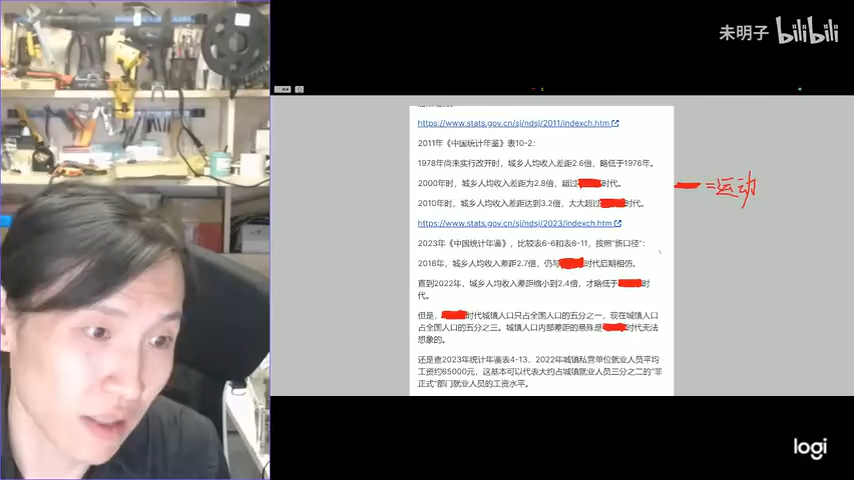 未明子 bilibili
https://www.stats.gov.cn/sj/ndsj/2011/indexch.htm
2011年《中国统计年鉴》表10-2:
1978年尚未实行改开时，城乡人均收入差距2.6倍，略低于1976年。
2000年时，城乡人均收入差距为2.8倍，超过 时代。
=运动
2010年时，城乡人均收入差距达到3.2倍，大大超过 时代。
https://www.stats.gov.cn/sj/ndsj/2023/indexch.htm
2023年《中国统计年鉴》，比较表6-6和表6-11，按照“新口径”:
2016年，城乡人均收入差距2.7倍，仍与 时代后期相仿。
直到2022年，城乡人均收入差距缩小到2.4倍，才略低于 时
代。
但是， 时代城镇人口只占全国人口的五分之一，现在城镇人口
占全国人口的五分之三。城镇人口内部差距的悬殊是 时代无法
想象的。
还是查2023年统计年鉴表4-13，2022年城镇私营单位就业人员平均
工资约65000元，这基本可以代表大约占城镇就业人员三分之二的“非
正式”部门就业人员的工资水平。
logi